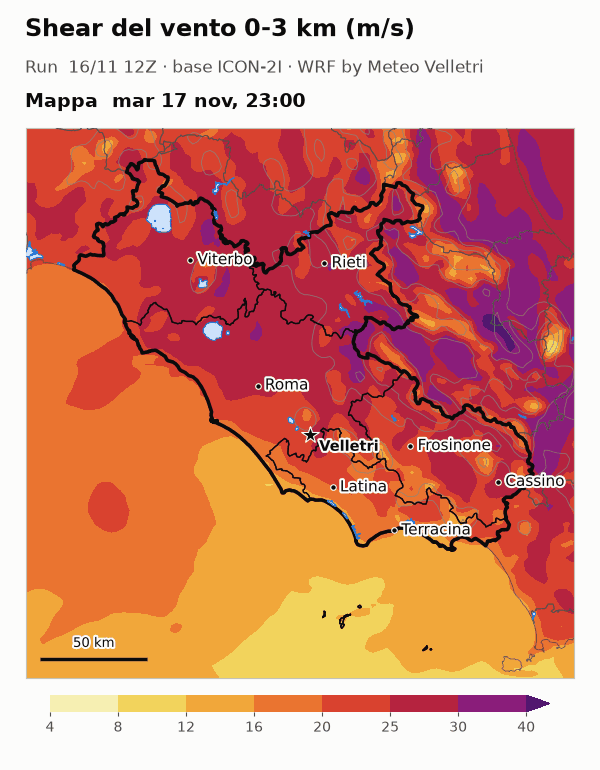 Shear del vento 0-3 km (m/s)
Run 16/11 12Z · base ICON-2I · WRF by Meteo Velletri
Mappa mar 17 nov, 23:00
Viterbo
Rieti
Roma
Velletri
Frosinone
Cassino
Latina
Terracina
50 km
4 8 12 16 20 25 30 40